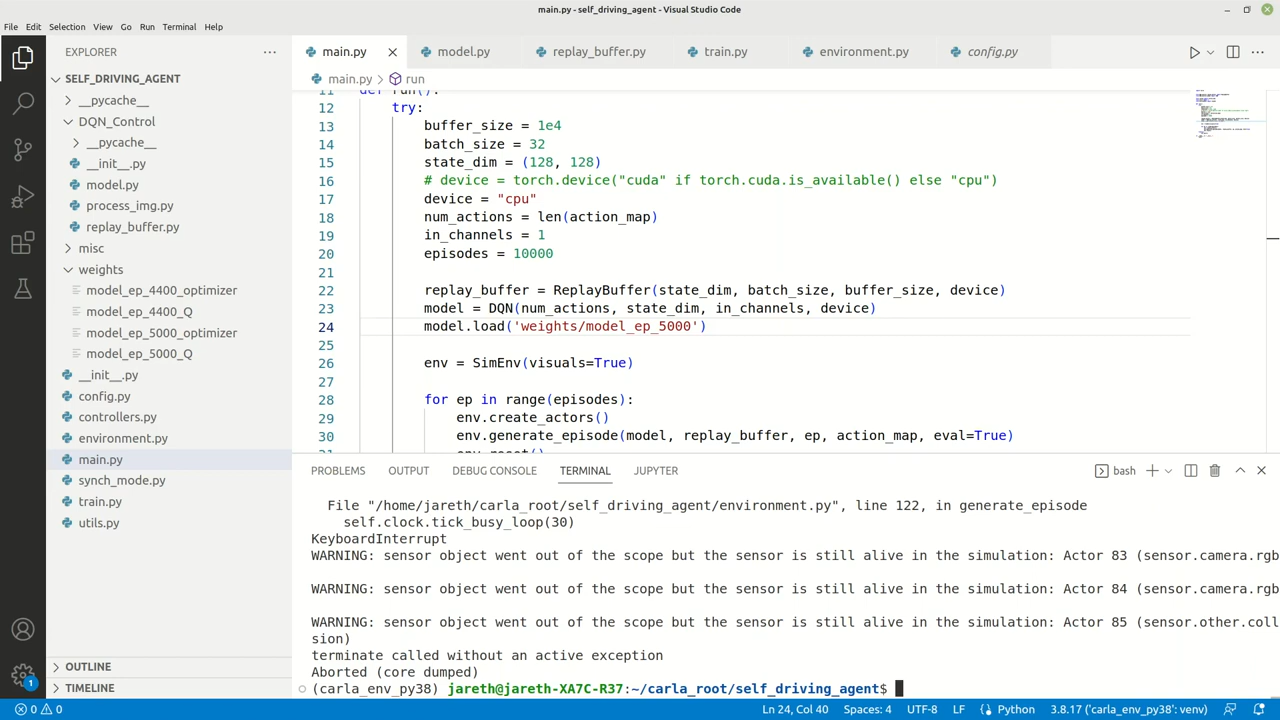 main.py - self_driving_agent - Visual Studio Code
File Edit Selection View Go Run Terminal Help
EXPLORER
SELF_DRIVING_AGENT
__pycache__
DQN_Control
__pycache__
__init__.py
model.py
process_img.py
replay_buffer.py
misc
weights
model_ep_4400_optimizer
model_ep_4400_Q
model_ep_5000_optimizer
model_ep_5000_Q
__init__.py
config.py
controllers.py
environment.py
main.py
synch_mode.py
train.py
utils.py
OUTLINE
TIMELINE
1
main.py model.py replay_buffer.py train.py environment.py config.py
main.py > run
11 def run():
12 try:
13 buffer_size = 1e4
14 batch_size = 32
15 state_dim = (128, 128)
16 # device = torch.device("cuda" if torch.cuda.is_available() else "cpu")
17 device = "cpu"
18 num_actions = len(action_map)
19 in_channels = 1
20 episodes = 10000
21
22 replay_buffer = ReplayBuffer(state_dim, batch_size, buffer_size, device)
23 model = DQN(num_actions, state_dim, in_channels, device)
24 model.load('weights/model_ep_5000')
25
26 env = SimEnv(visuals=True)
27
28 for ep in range(episodes):
29 env.create_actors()
30 env.generate_episode(model, replay_buffer, ep, action_map, eval=True)
31 env.reset()
PROBLEMS OUTPUT DEBUG CONSOLE TERMINAL JUPYTER bash
File "/home/jareth/carla_root/self_driving_agent/environment.py", line 122, in generate_episode
self.clock.tick_busy_loop(30)
KeyboardInterrupt
WARNING: sensor object went out of the scope but the sensor is still alive in the simulation: Actor 83 (sensor.camera.rgb
WARNING: sensor object went out of the scope but the sensor is still alive in the simulation: Actor 84 (sensor.camera.rgb
WARNING: sensor object went out of the scope but the sensor is still alive in the simulation: Actor 85 (sensor.other.coll
sion)
terminate called without an active exception
Aborted (core dumped)
(carla_env_py38) jareth@jareth-XA7C-R37:~/carla_root/self_driving_agent$
0 0 Ln 24, Col 40 Spaces: 4 UTF-8 LF Python 3.8.17 ('carla_env_py38': venv)